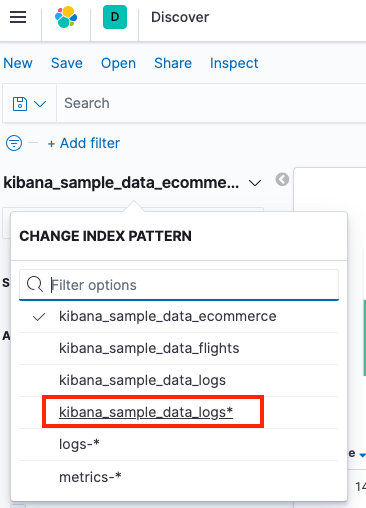 D Discover
New Save Open Share Inspect
Search
+ Add filter
kibana_sample_data_ecomme...
CHANGE INDEX PATTERN
Filter options
kibana_sample_data_ecommerce
kibana_sample_data_flights
kibana_sample_data_logs
kibana_sample_data_logs*
logs-*
metrics-*